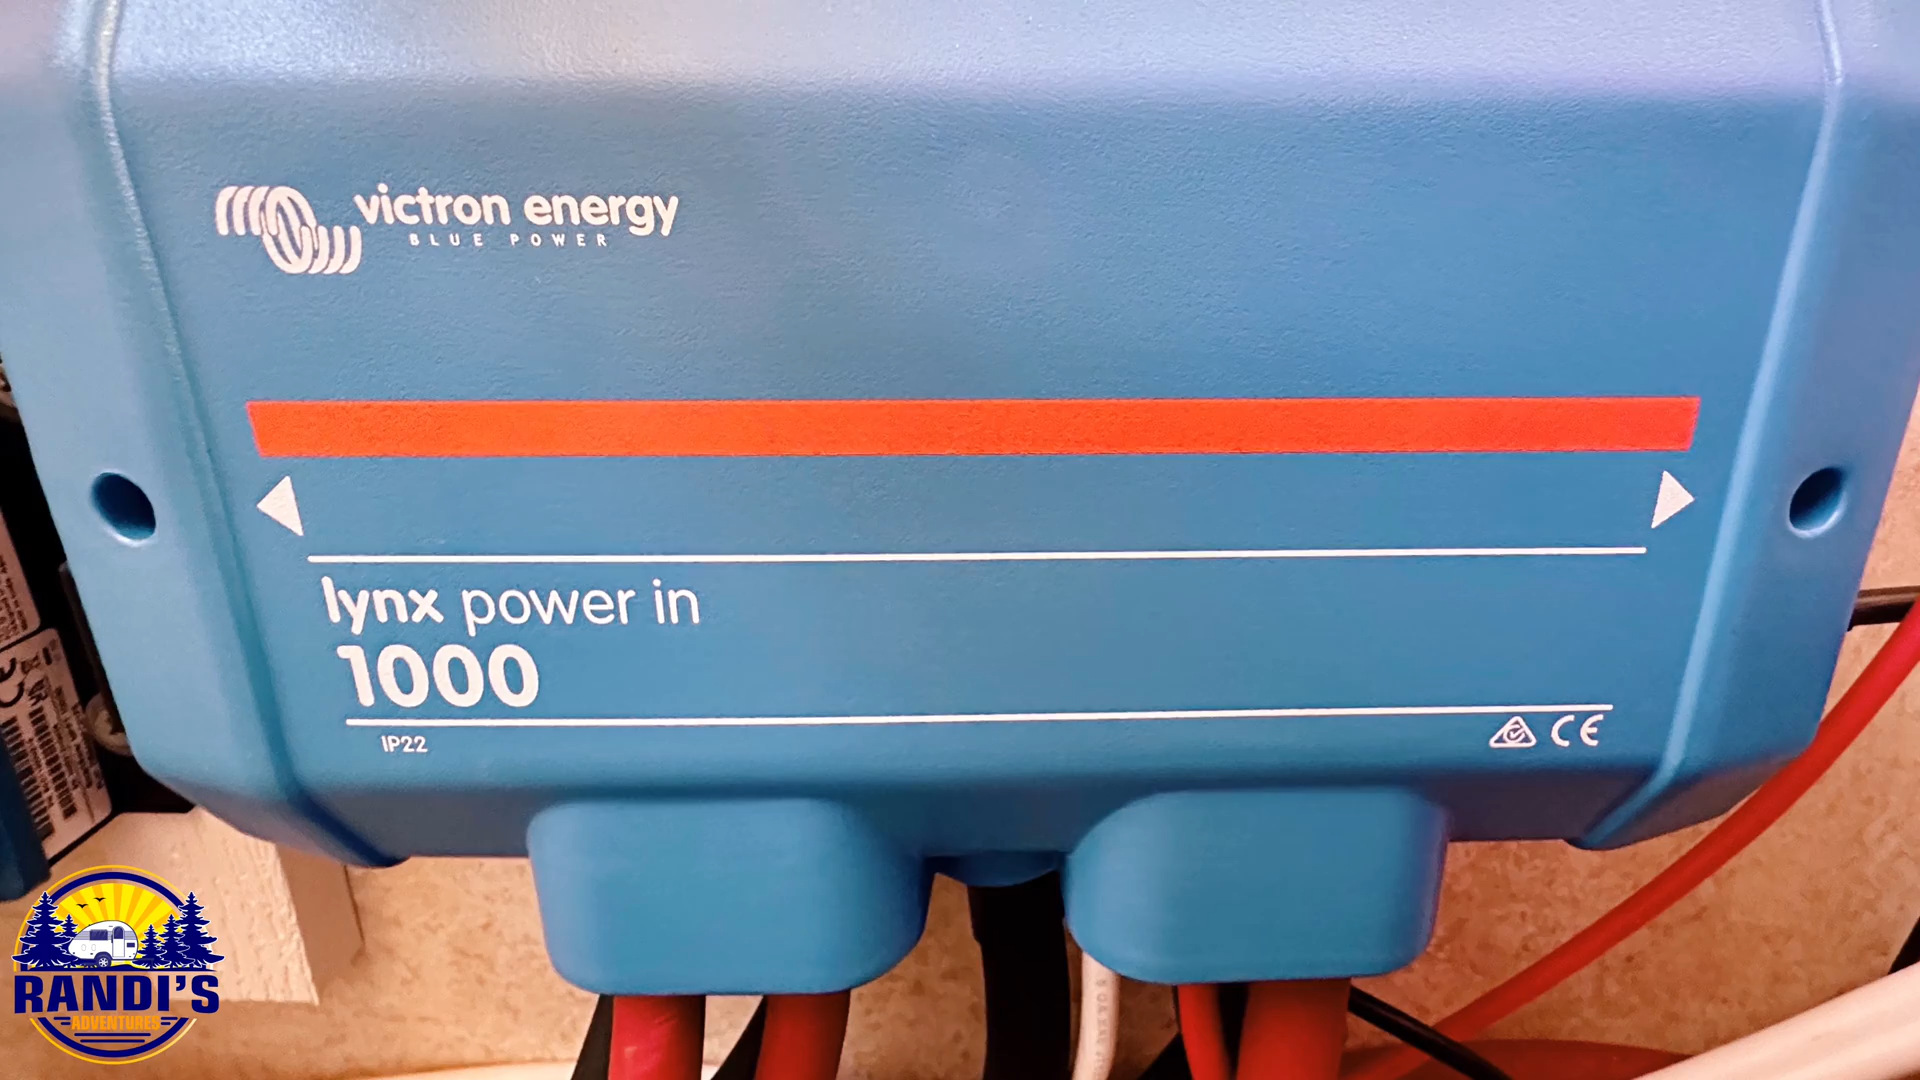 victron energy
BLUE POWER
lynx power in
1000
IP22
CE
RANDI'S
ADVENTURES